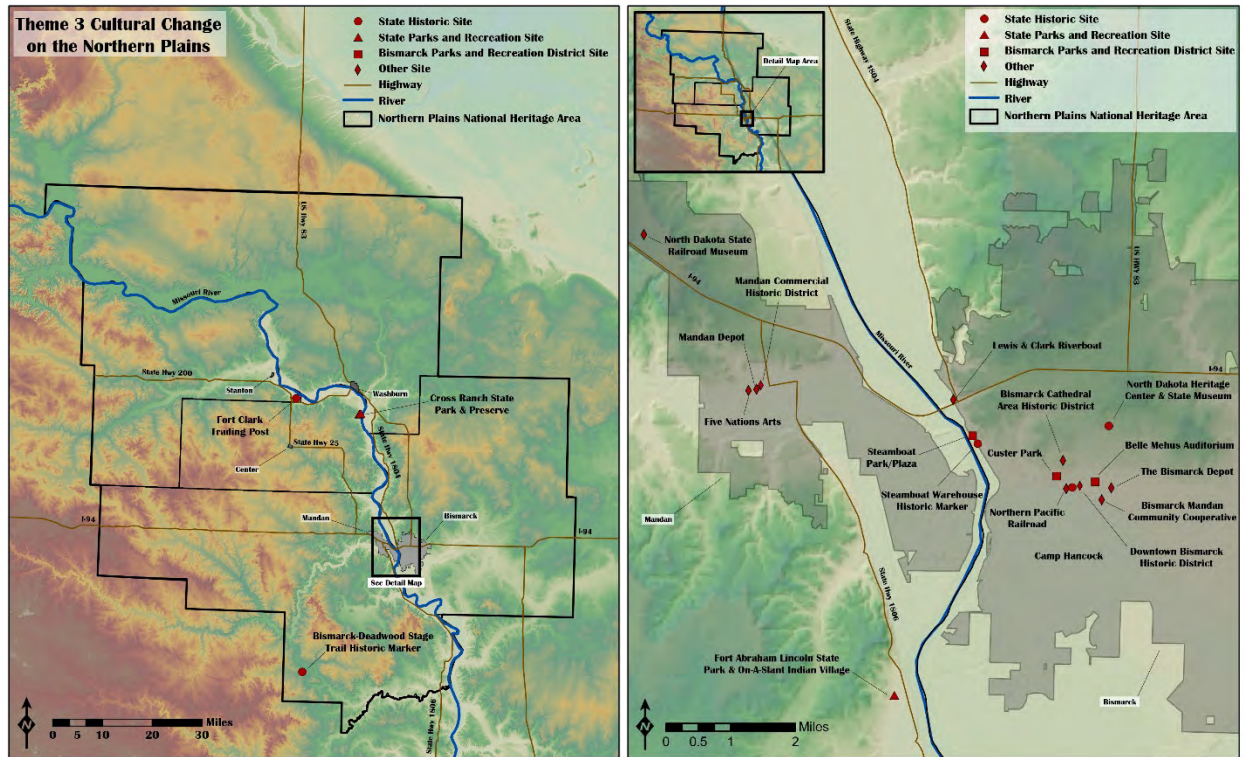 Theme 3 Cultural Change
on the Northern Plains
State Historic Site
State Parks and Recreation Site
Bismarck Parks and Recreation District Site
Other Site
Highway
River
Northern Plains National Heritage Area
US Hwy 83
Missouri River
State Hwy 200
Stanton
Washburn
Fort Clark
Trading Post
Cross Ranch State
Park & Preserve
State Hwy 25
Center
State Hwy 1804
I-94
Mandan
Bismarck
I-94
See Detail Map
Bismarck-Deadwood Stage
Trail Historic Marker
State Hwy 1806
N
Miles
0 5 10 20 30
Detail Map Area
State Highway 1804
State Historic Site
State Parks and Recreation Site
Bismarck Parks and Recreation District Site
Other
Highway
River
Northern Plains National Heritage Area
North Dakota State
Railroad Museum
I-94
Mandan Commercial
Historic District
US HWY 83
Mandan Depot
Missouri River
Lewis & Clark Riverboat
I-94
Five Nations Arts
Bismarck Cathedral
Area Historic District
North Dakota Heritage
Center & State Museum
Steamboat
Park/Plaza
Custer Park
Belle Mehus Auditorium
The Bismarck Depot
Steamboat Warehouse
Historic Marker
Northern Pacific
Railroad
Bismarck Mandan
Community Cooperative
Mandan
Camp Hancock
Downtown Bismarck
Historic District
State Hwy 1806
Fort Abraham Lincoln State
Park & On-A-Slant Indian Village
Bismarck
N
Miles
0 0.5 1 2